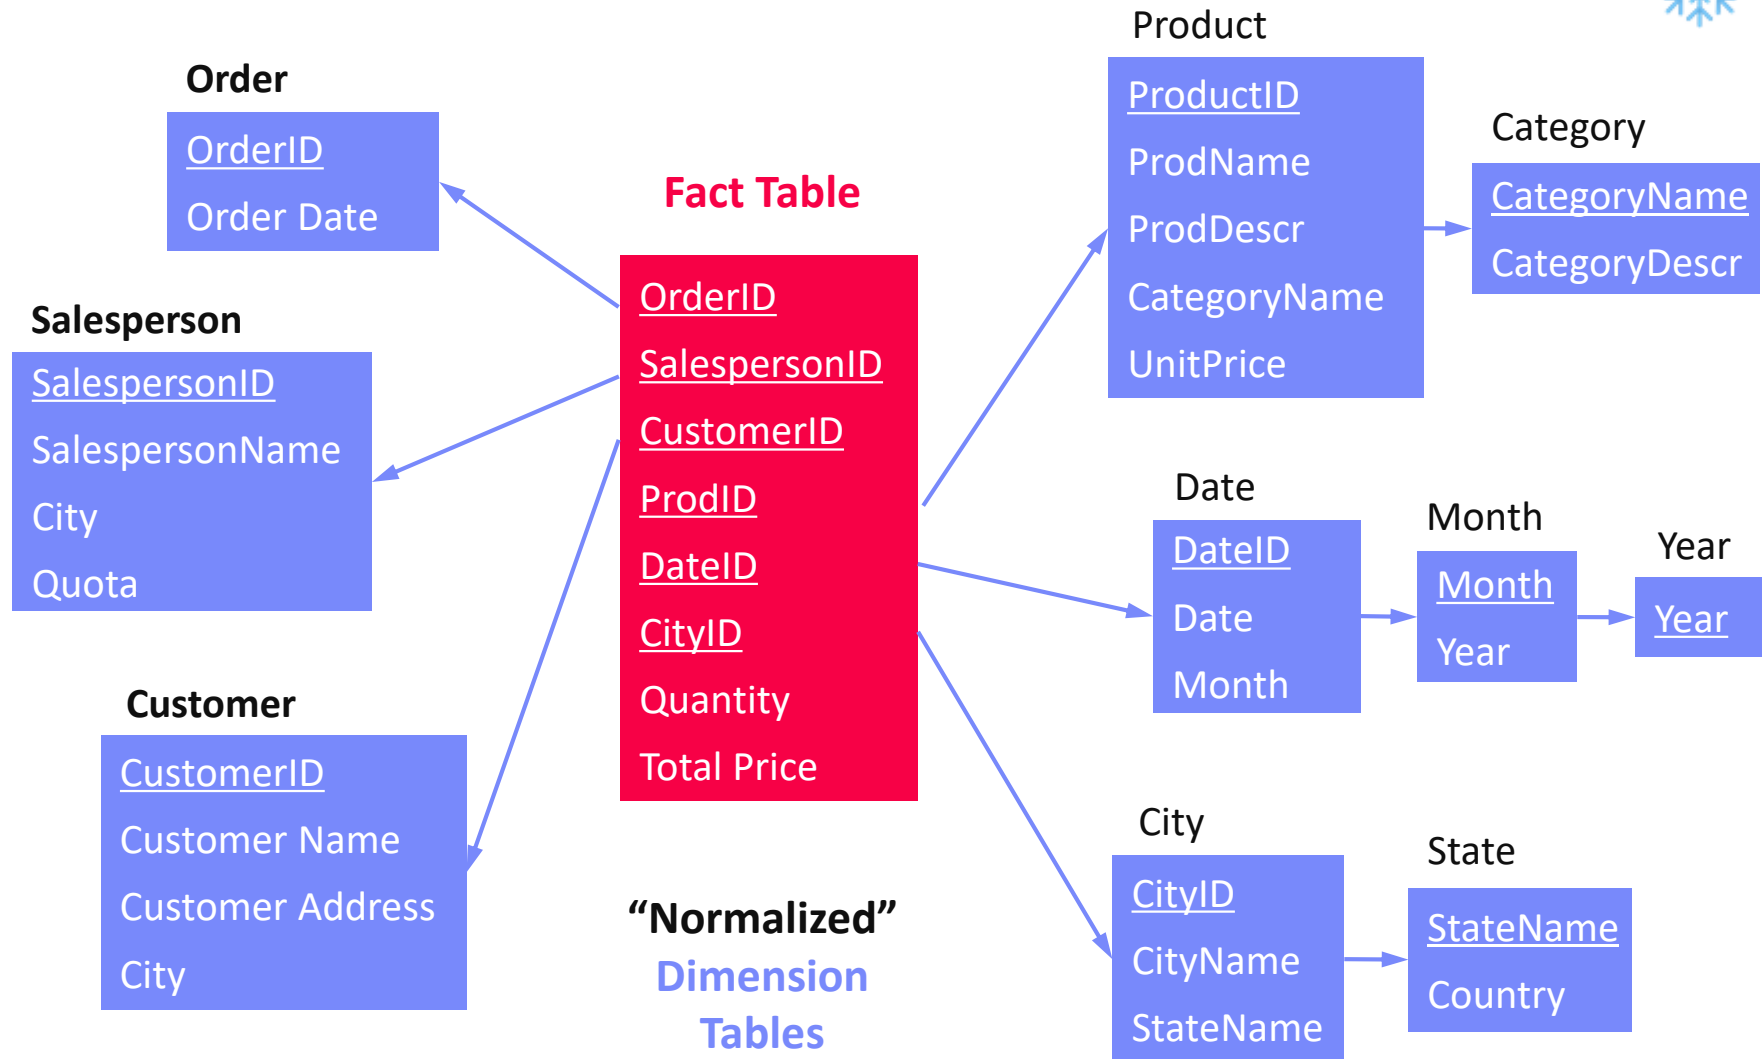 Order
OrderID
Order Date
Salesperson
SalespersonID
SalespersonName
City
Quota
Customer
CustomerID
Customer Name
Customer Address
City
Fact Table
OrderID
SalespersonID
CustomerID
ProdID
DateID
CityID
Quantity
Total Price
“Normalized”
Dimension
Tables
Product
ProductID
ProdName
ProdDescr
CategoryName
UnitPrice
Category
CategoryName
CategoryDescr
Date
DateID
Date
Month
Month
Month
Year
Year
Year
City
CityID
CityName
StateName
State
StateName
Country